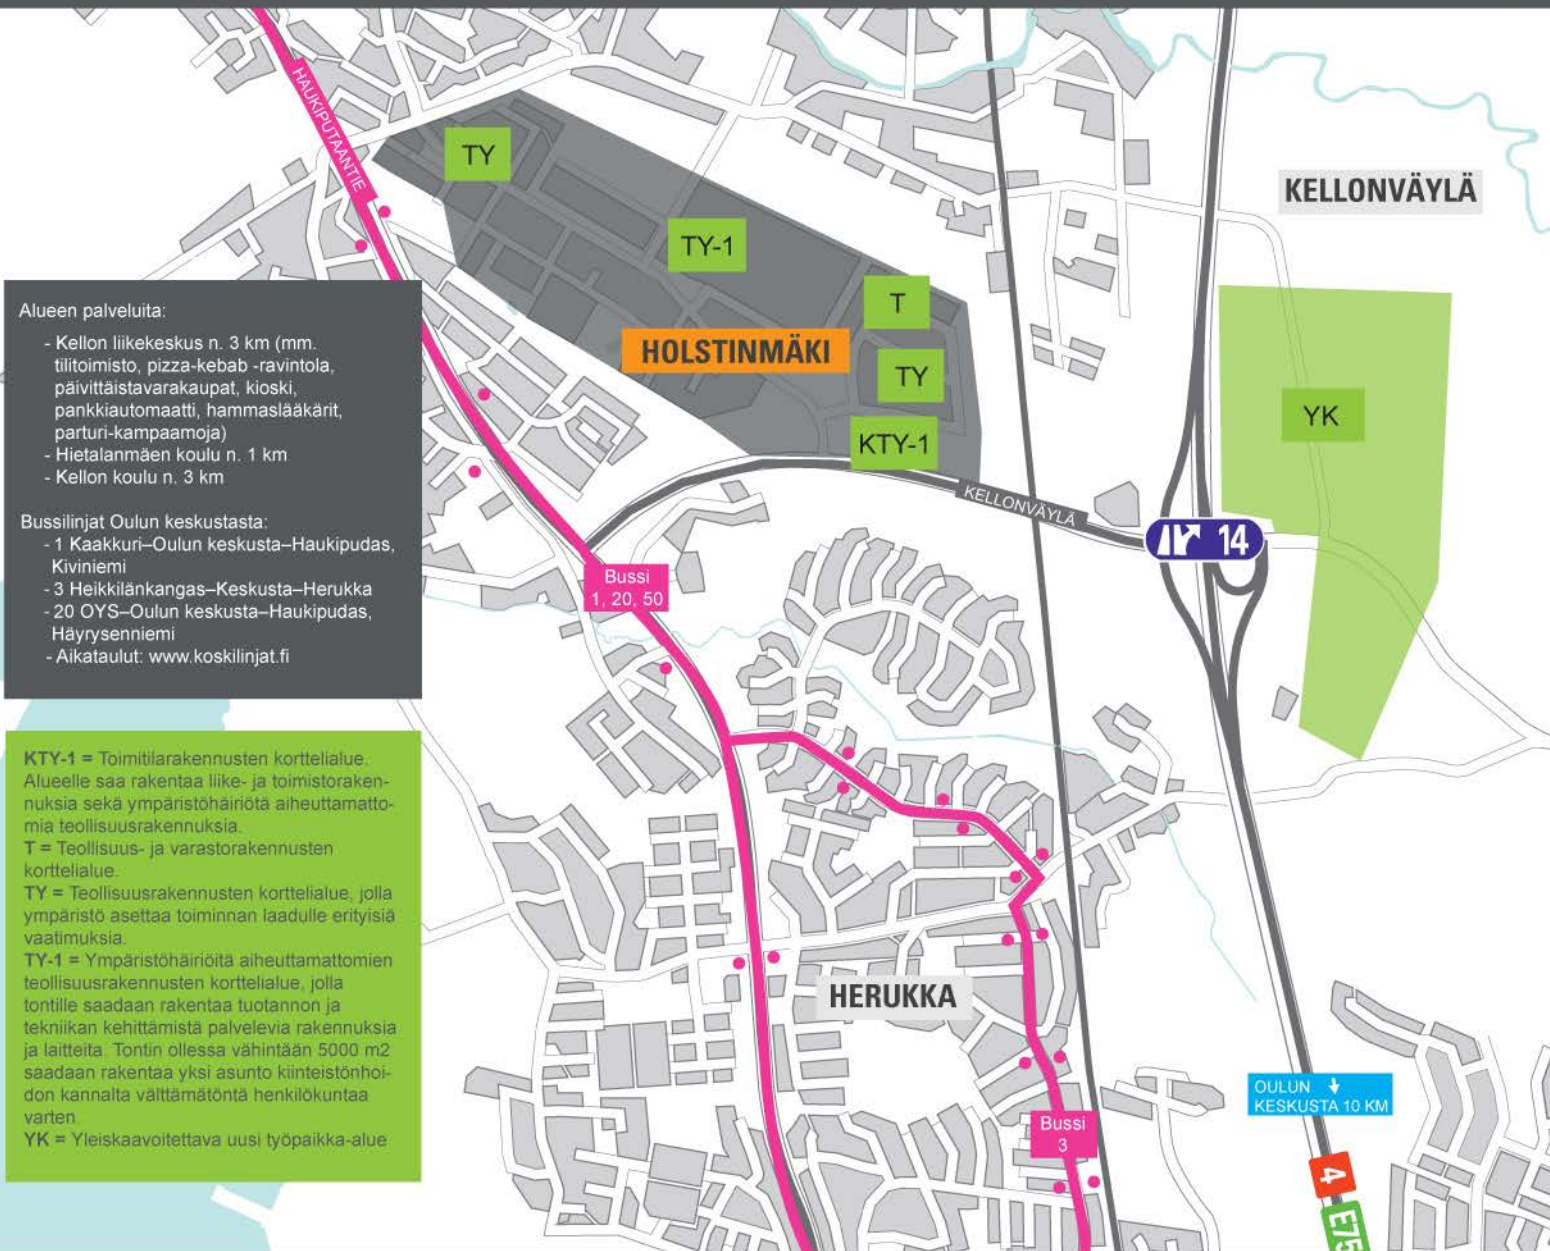 HAUKIPUTAANTIE
TY
TY-1
KELLONVÄYLÄ
T
HOLSTINMÄKI
TY
KTY-1
YK
KELLONVÄYLÄ
14
Alueen palveluita:
- Kellon liikekeskus n. 3 km (mm.
tilitoimisto, pizza-kebab -ravintola,
päivittäistavarakaupat, kioski,
pankkiautomaatti, hammaslääkärit,
parturi-kampaamoja)
- Hietalanmäen koulu n. 1 km
- Kellon koulu n. 3 km
Bussilinjat Oulun keskustasta:
- 1 Kaakkuri–Oulun keskusta–Haukipudas,
Kiviniemi
- 3 Heikkilänkangas–Keskusta–Herukka
- 20 OYS–Oulun keskusta–Haukipudas,
Häyrysenniemi
- Aikataulut: www.koskilinjat.fi
Bussi
1, 20, 50
KTY-1 = Toimitilarakennusten korttelialue.
Alueelle saa rakentaa liike- ja toimistoraken-
nuksia sekä ympäristöhäiriötä aiheuttamatto-
mia teollisuusrakennuksia.
T = Teollisuus- ja varastorakennusten
korttelialue.
TY = Teollisuusrakennusten korttelialue, jolla
ympäristö asettaa toiminnan laadulle erityisiä
vaatimuksia.
TY-1 = Ympäristöhäiriöitä aiheuttamattomien
teollisuusrakennusten korttelialue, jolla
tontille saadaan rakentaa tuotannon ja
tekniikan kehittämistä palvelevia rakennuksia
ja laitteita. Tontin ollessa vähintään 5000 m2
saadaan rakentaa yksi asunto kiinteistönhoi-
don kannalta välttämätöntä henkilökuntaa
varten.
YK = Yleiskaavoitettava uusi työpaikka-alue
HERUKKA
Bussi
3
OULUN
KESKUSTA 10 KM
4
E75